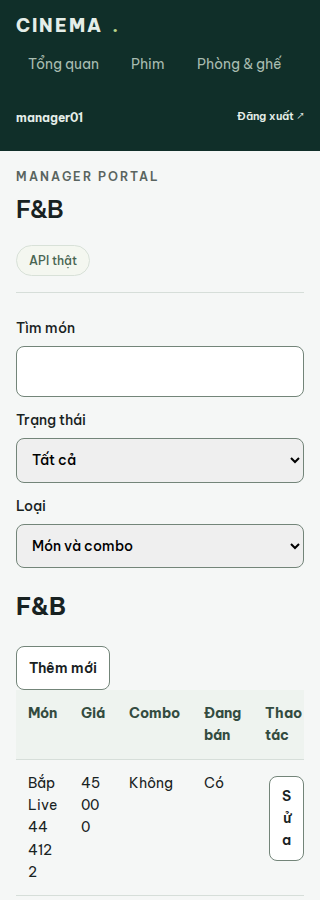 CINEMA .
Tổng quan Phim Phòng & ghế
manager01 Đăng xuất ↗
MANAGER PORTAL
F&B
API thật
Tìm món
Trạng thái
Tất cả
Loại
Món và combo
F&B
Thêm mới
Món Giá Combo Đang Thao
bán tác
Bắp 45 Không Có S
Live 00 ử
44 0 a
412
2